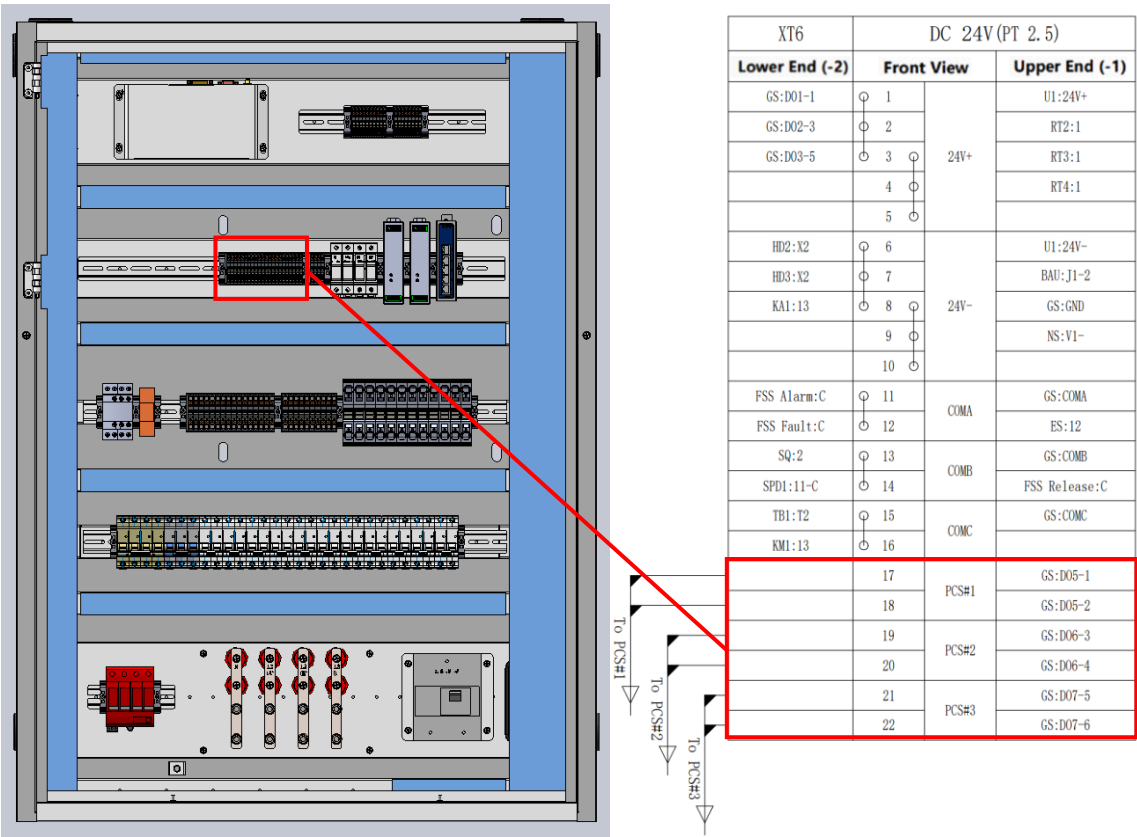 XT6 DC 24V(PT 2.5)
Lower End (-2) Front View Upper End (-1)
GS:D01-1 1 U1:24V+
GS:D02-3 2 RT2:1
GS:D03-5 3 24V+ RT3:1
4 RT4:1
5
HD2:X2 6 U1:24V-
HD3:X2 7 BAU:J1-2
KA1:13 8 24V- GS:GND
9 NS:V1-
10
FSS Alarm:C 11 COMA GS:COMA
FSS Fault:C 12 ES:12
SQ:2 13 COMB GS:COMB
SPD1:11-C 14 FSS Release:C
TB1:T2 15 COMC GS:COMC
KM1:13 16
17 PCS#1 GS:D05-1
18 GS:D05-2
19 PCS#2 GS:D06-3
20 GS:D06-4
21 PCS#3 GS:D07-5
22 GS:D07-6
To PCS#1
To PCS#2
To PCS#3